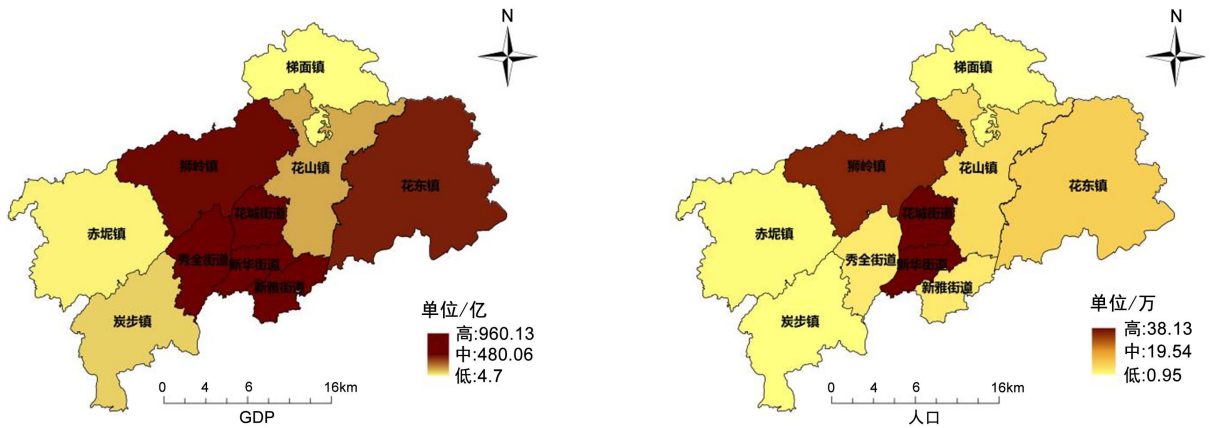 N
梯面镇
狮岭镇
花山镇
花东镇
花城街道
赤坭镇
秀全街道
新华街道
新雅街道
炭步镇
单位/亿
高:960.13
中:480.06
低:4.7
0 4 6 16km
GDP
N
梯面镇
狮岭镇
花山镇
花东镇
花城街道
赤坭镇
秀全街道
新华街道
新雅街道
炭步镇
单位/万
高:38.13
中:19.54
低:0.95
0 4 6 16km
人口